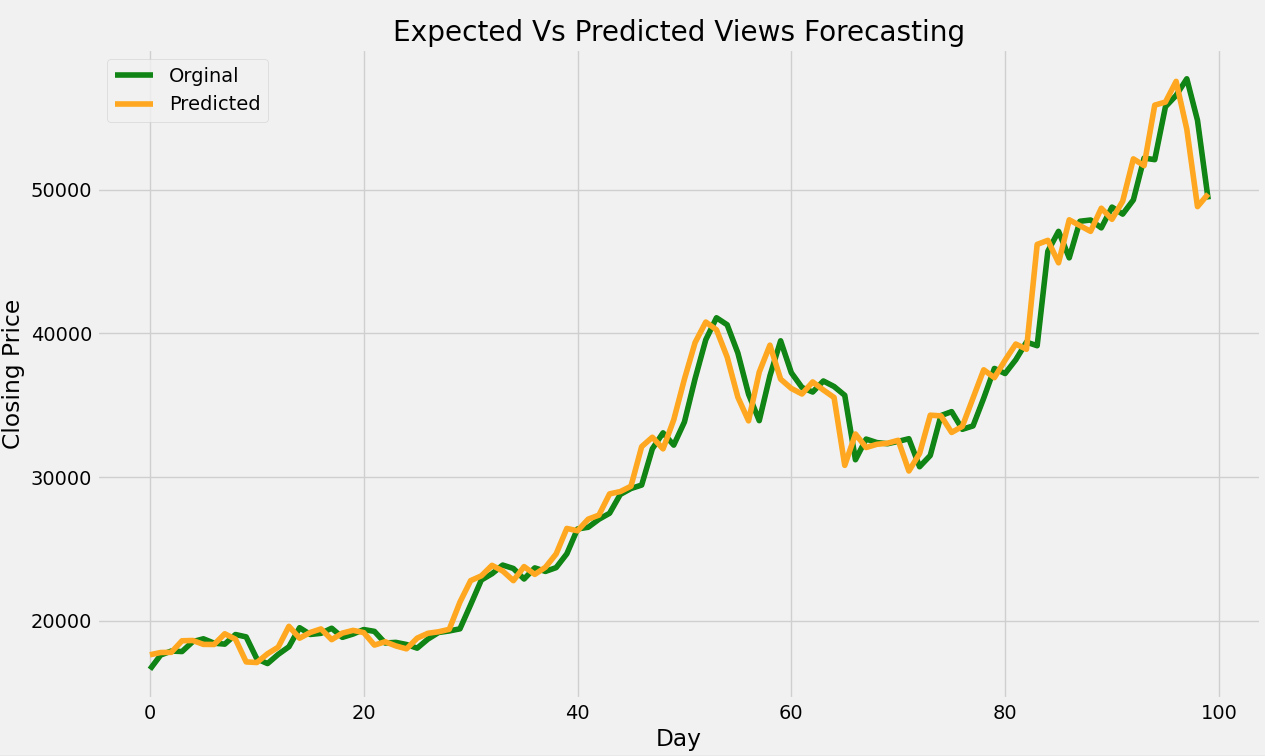 Expected Vs Predicted Views Forecasting
Orginal
Predicted
Closing Price
50000
40000
30000
20000
0 20 40 60 80 100
Day